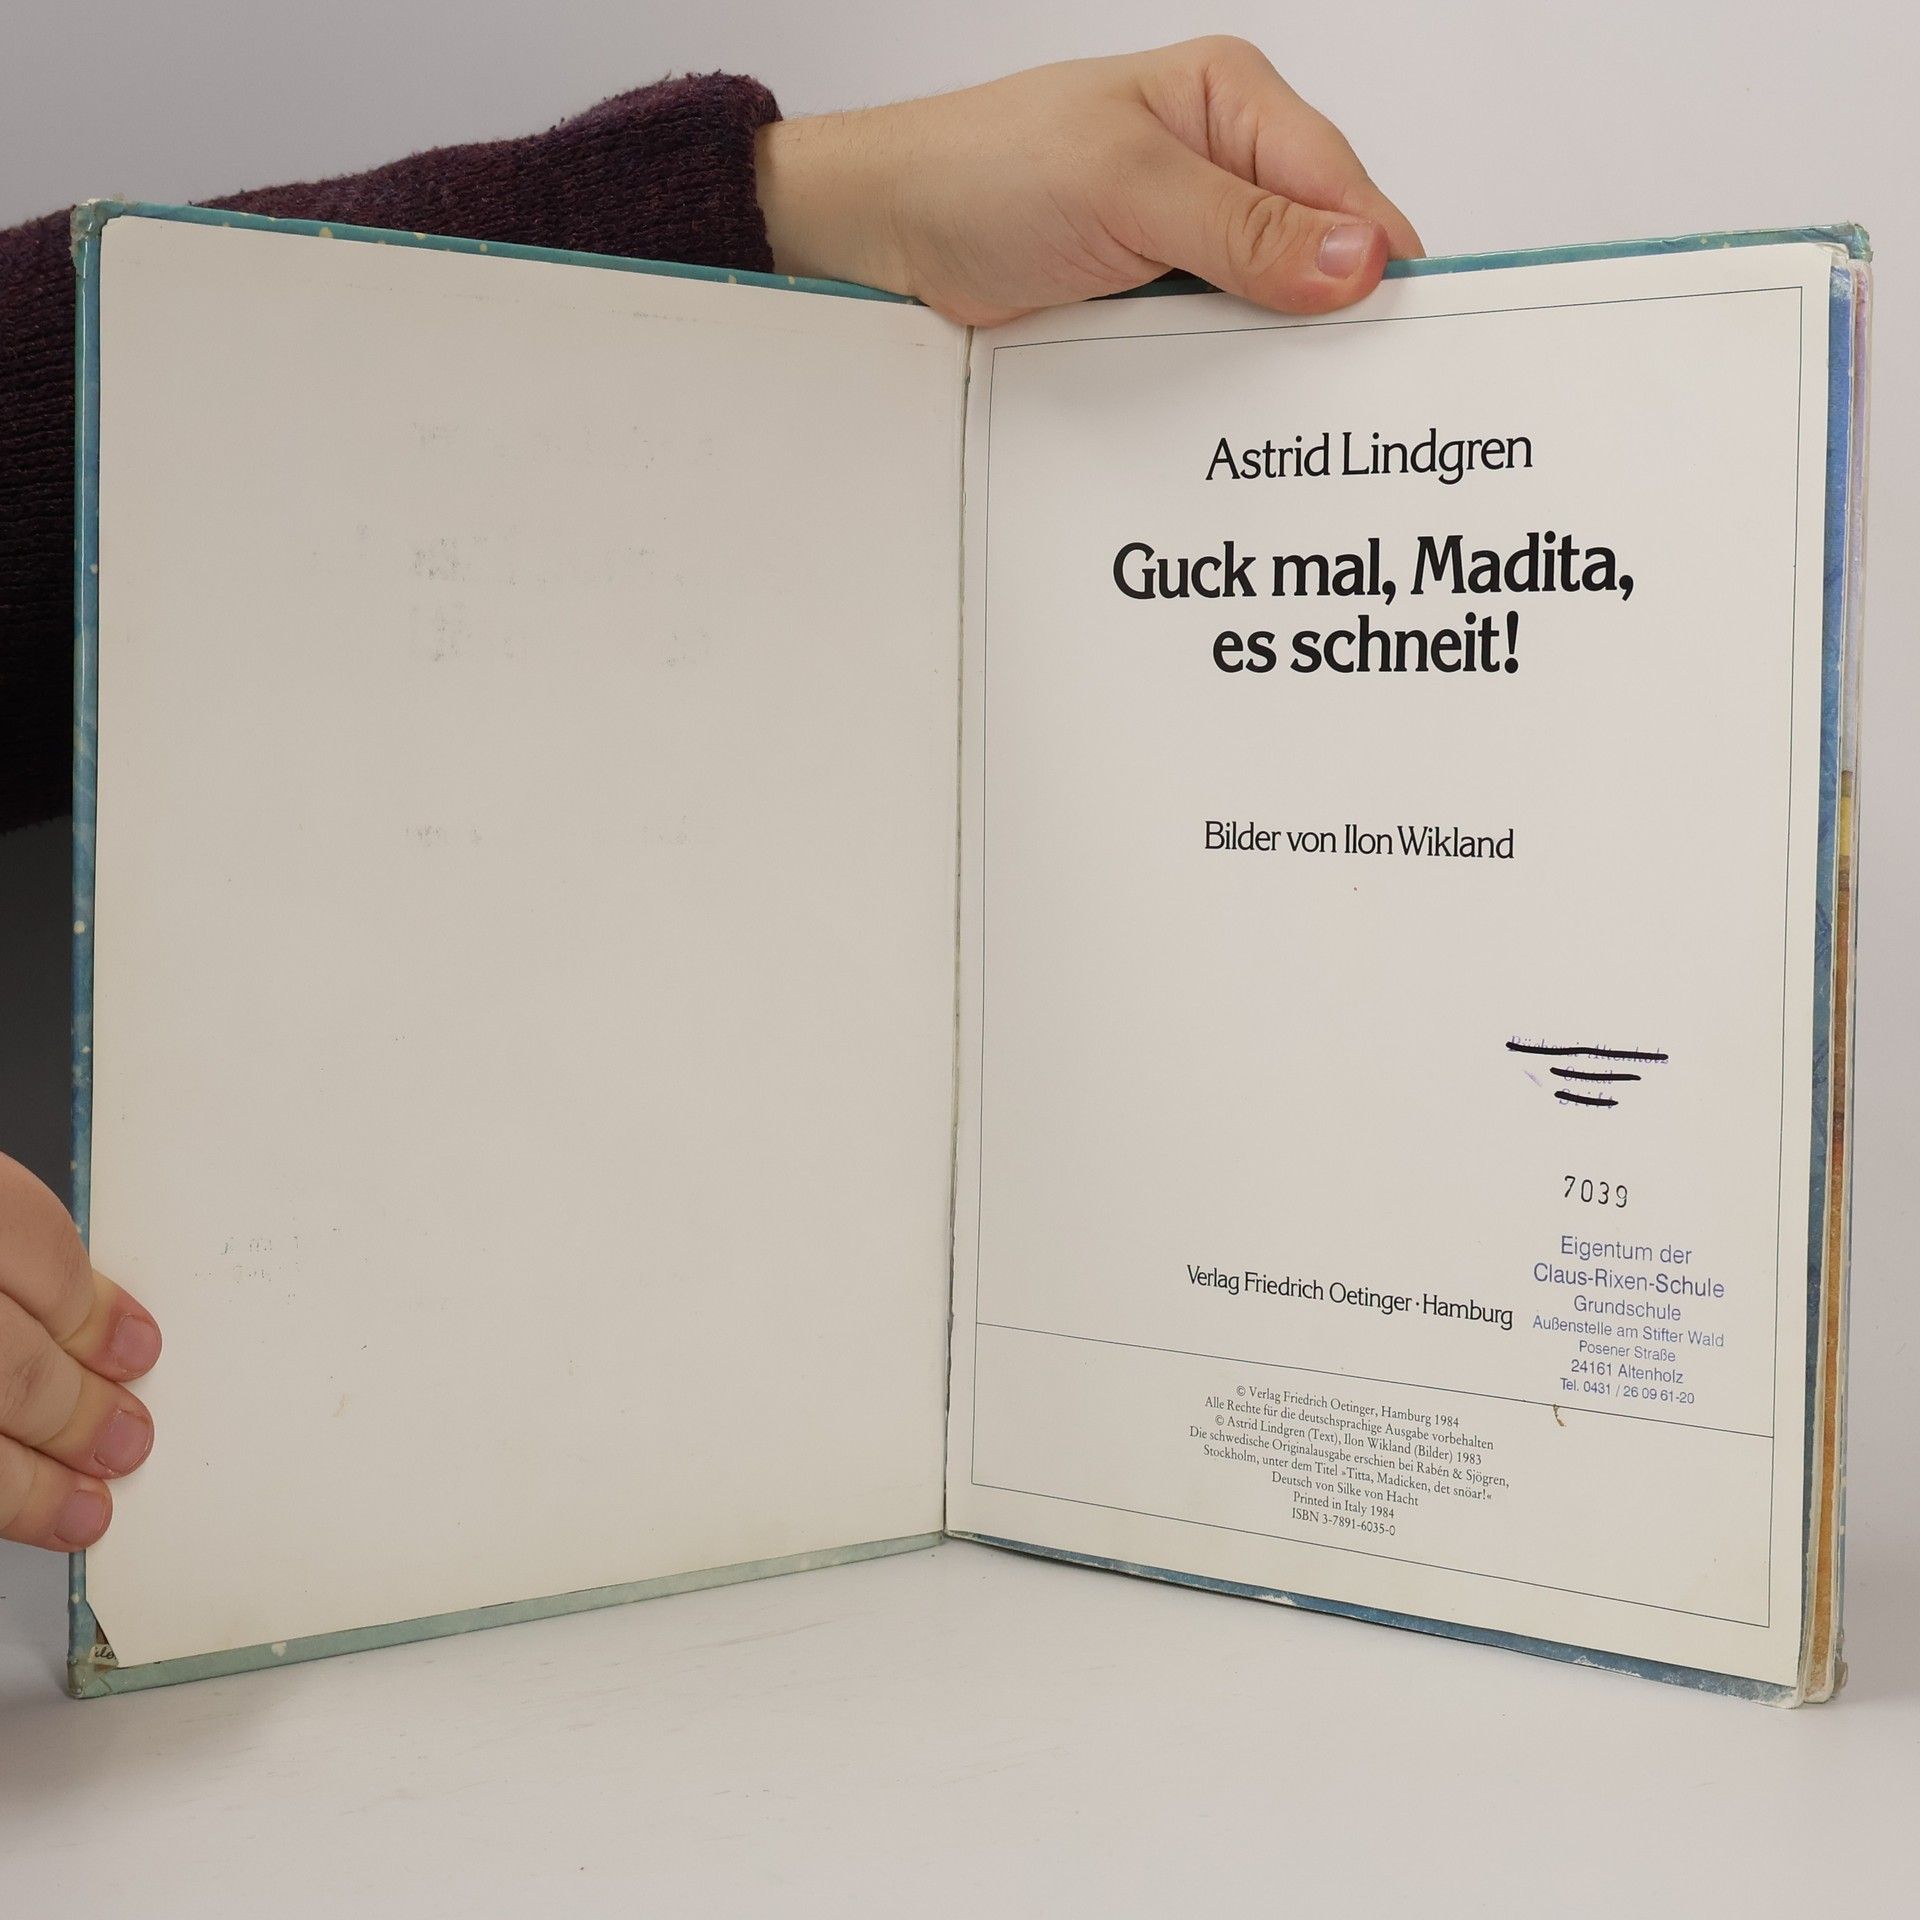 Astrid Lindgren
Guck mal, Madita,
es schneit!
Bilder von Ilon Wikland
Bücherei Altenholz
Ortsteil
Stift
7039
Eigentum der
Claus-Rixen-Schule
Grundschule
Außenstelle am Stifter Wald
Posener Straße
24161 Altenholz
Tel. 0431 / 26 09 61-20
Verlag Friedrich Oetinger · Hamburg
© Verlag Friedrich Oetinger, Hamburg 1984
Alle Rechte für die deutschsprachige Ausgabe vorbehalten
© Astrid Lindgren (Text), Ilon Wikland (Bilder) 1983
Die schwedische Originalausgabe erschien bei Rabén & Sjögren,
Stockholm, unter dem Titel »Titta, Madicken, det snöar!«
Deutsch von Silke von Hacht
Printed in Italy 1984
ISBN 3-7891-6035-0